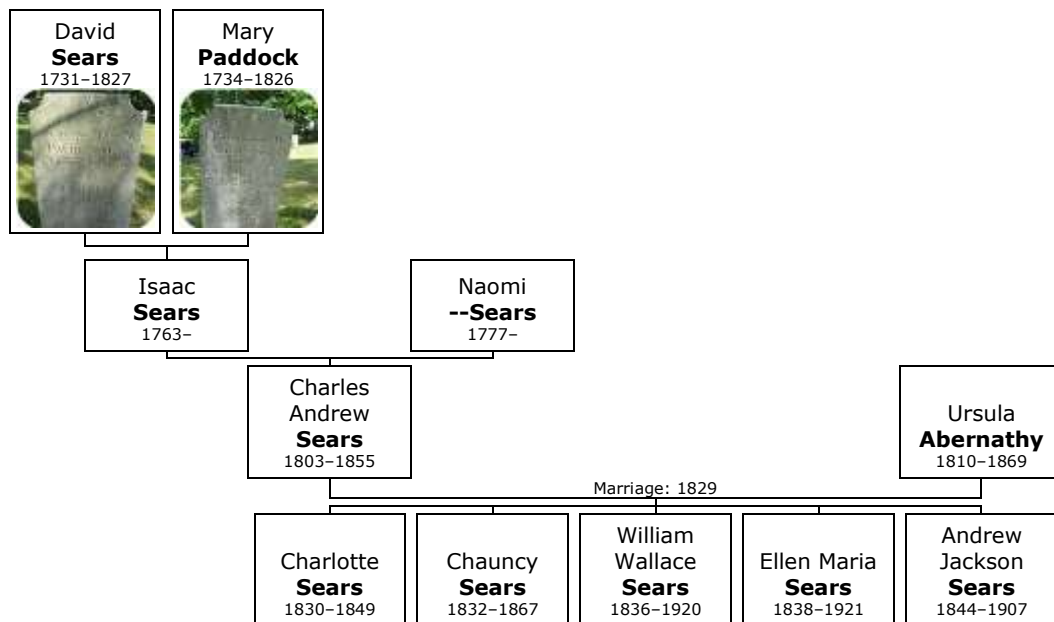 David
Sears
1731–1827
Mary
Paddock
1734–1826
Isaac
Sears
1763–
Naomi
--Sears
1777–
Charles
Andrew
Sears
1803–1855
Ursula
Abernathy
1810–1869
Marriage: 1829
Charlotte
Sears
1830–1849
Chauncy
Sears
1832–1867
William
Wallace
Sears
1836–1920
Ellen Maria
Sears
1838–1921
Andrew
Jackson
Sears
1844–1907